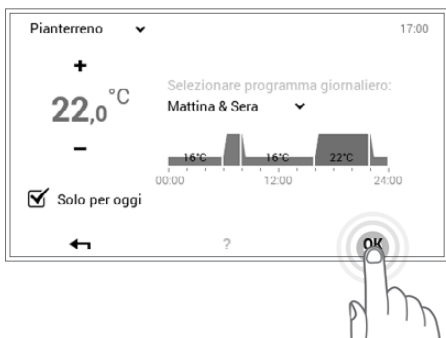 Pianterreno
17:00
+
22,0 °C
Selezionare programma giornaliero:
Mattina & Sera
−
16°C 16°C 22°C
00:00 12:00 24:00
Solo per oggi
?
OK